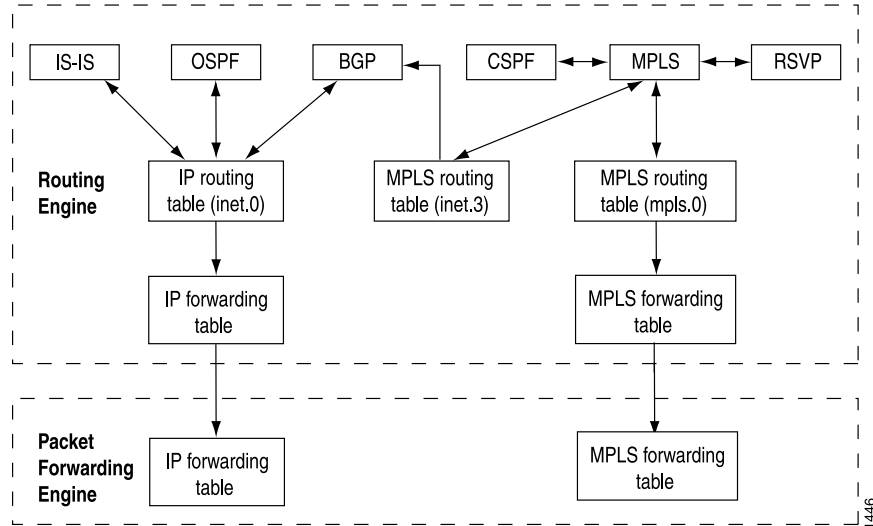 IS-IS
OSPF
BGP
CSPF
MPLS
RSVP
Routing
Engine
IP routing
table (inet.0)
MPLS routing
table (inet.3)
MPLS routing
table (mpls.0)
IP forwarding
table
MPLS forwarding
table
Packet
Forwarding
Engine
IP forwarding
table
MPLS forwarding
table
1446